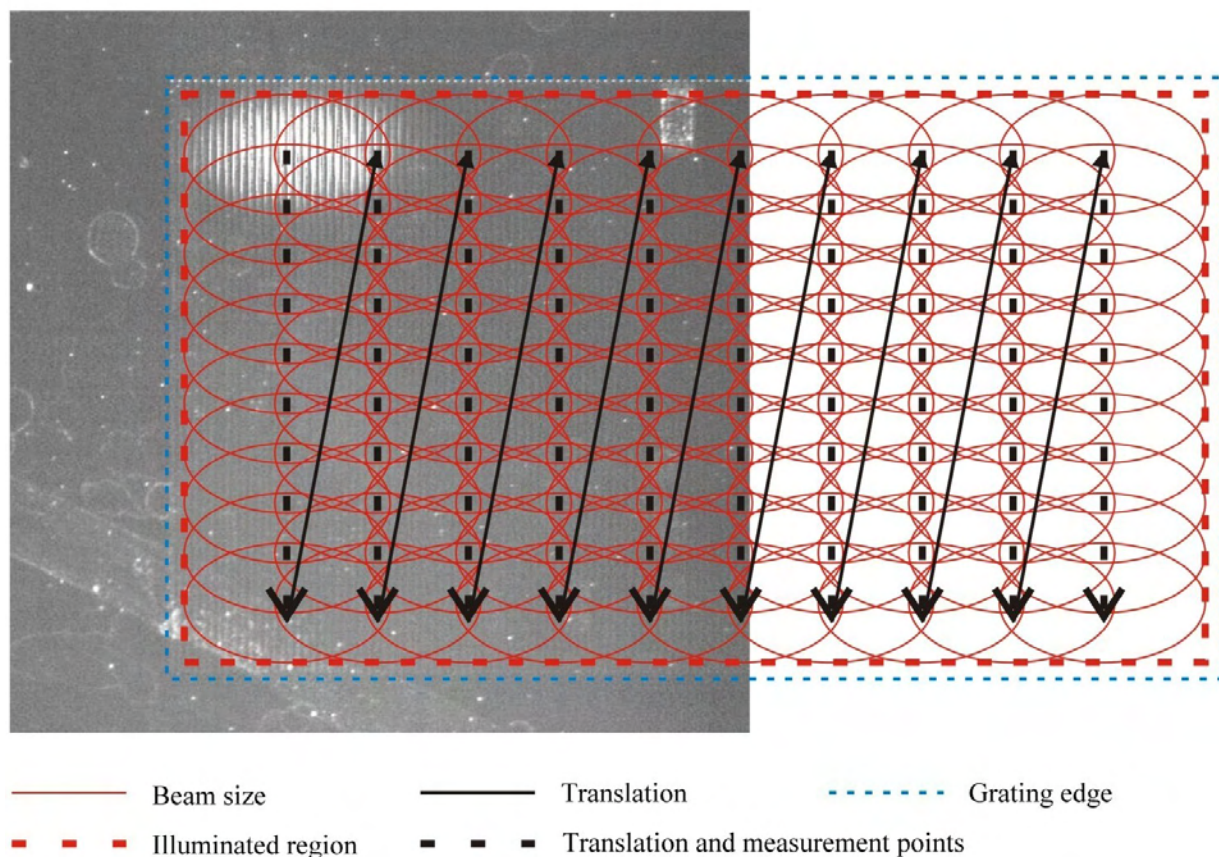 Beam size
Translation
Grating edge
Illuminated region
Translation and measurement points